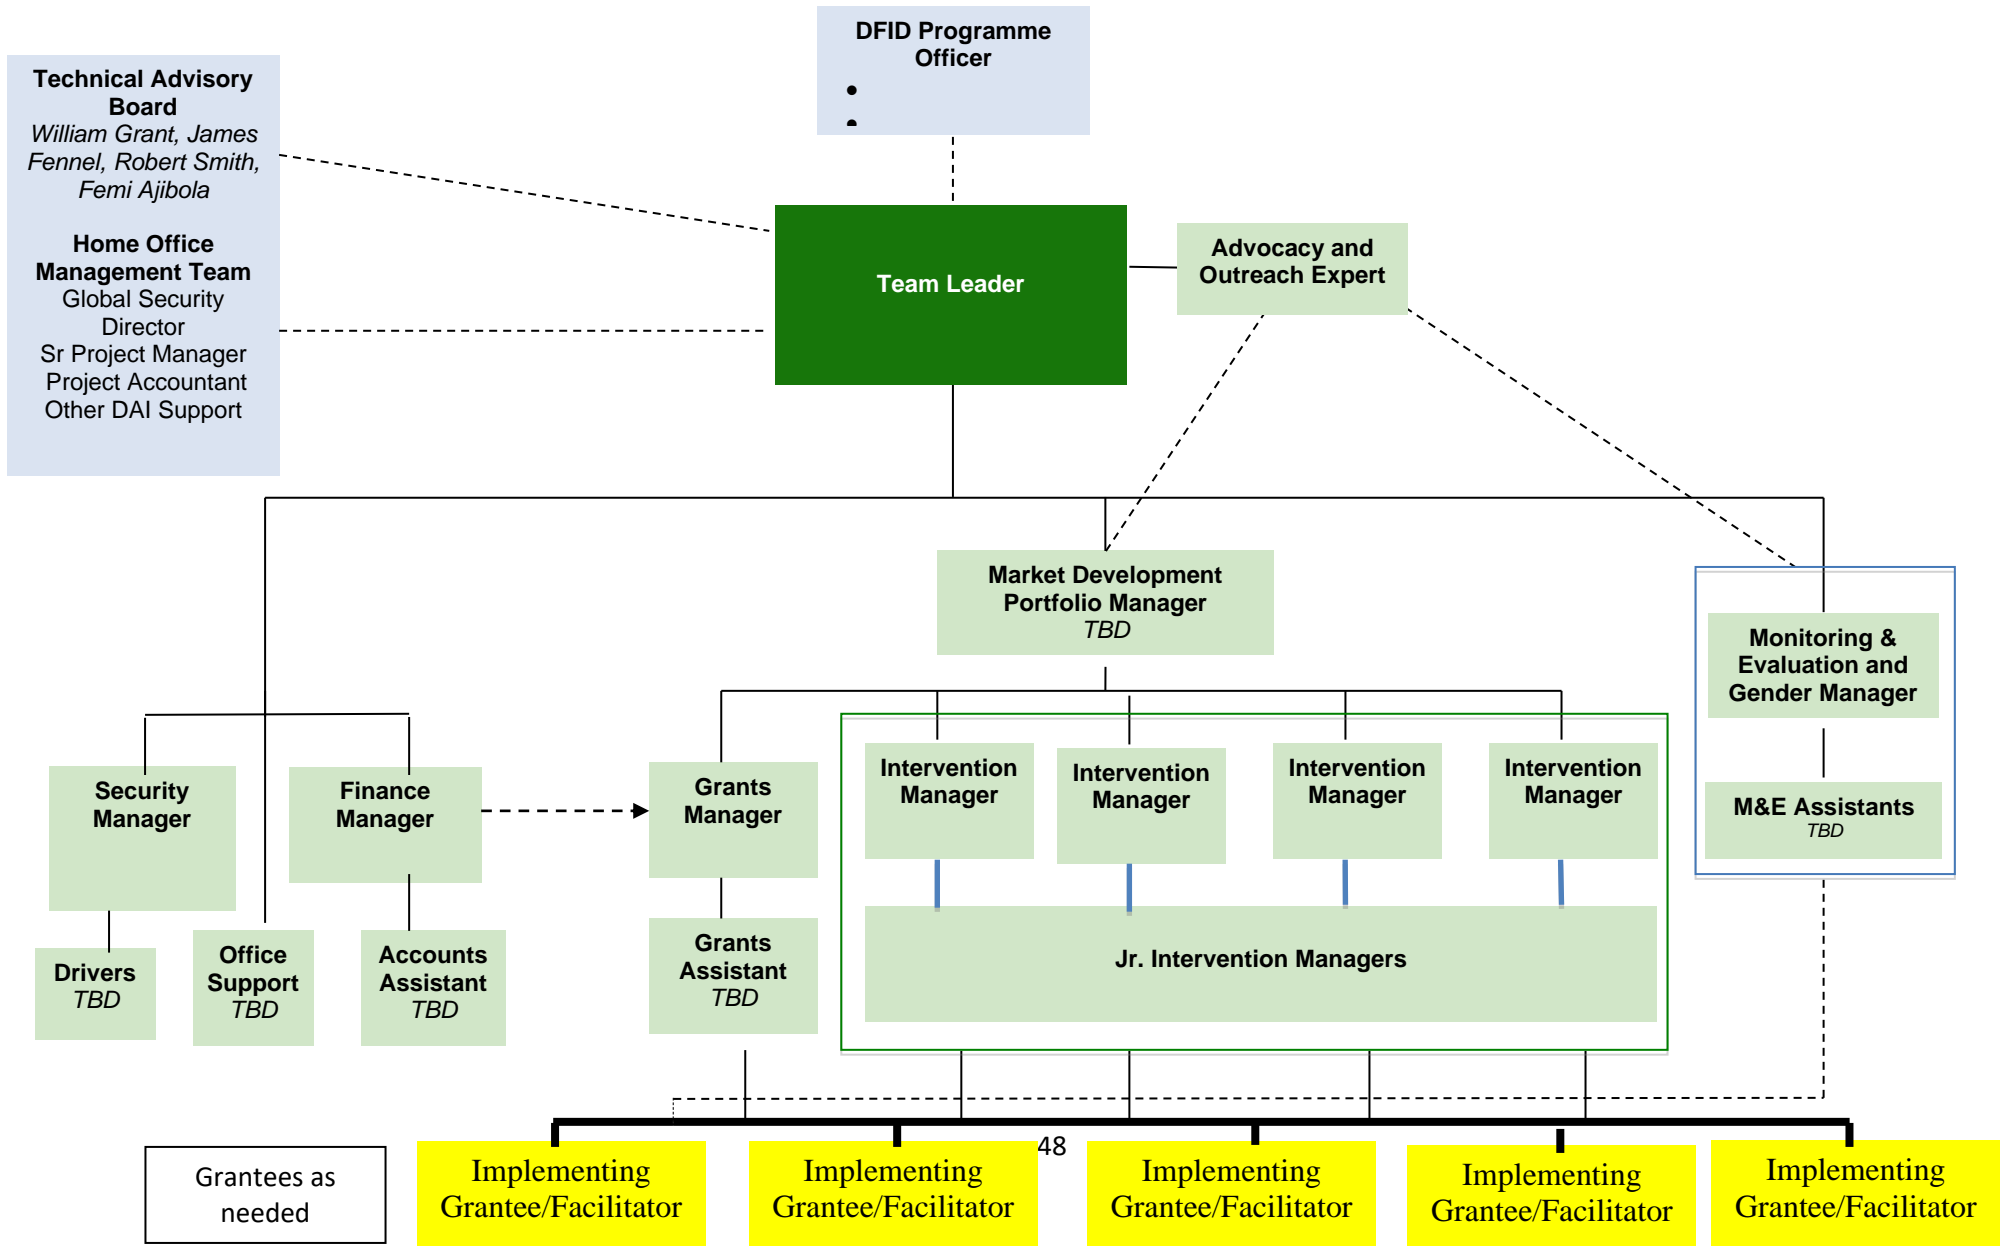 DFID Programme
Officer
•
•
Technical Advisory
Board
William Grant, James
Fennel, Robert Smith,
Femi Ajibola
Home Office
Management Team
Global Security
Director
Sr Project Manager
Project Accountant
Other DAI Support
Team Leader
Advocacy and
Outreach Expert
Market Development
Portfolio Manager
TBD
Monitoring &
Evaluation and
Gender Manager
M&E Assistants
TBD
Security
Manager
Finance
Manager
Grants
Manager
Intervention
Manager
Intervention
Manager
Intervention
Manager
Intervention
Manager
Drivers
TBD
Office
Support
TBD
Accounts
Assistant
TBD
Grants
Assistant
TBD
Jr. Intervention Managers
48
Grantees as
needed
Implementing
Grantee/Facilitator
Implementing
Grantee/Facilitator
Implementing
Grantee/Facilitator
Implementing
Grantee/Facilitator
Implementing
Grantee/Facilitator